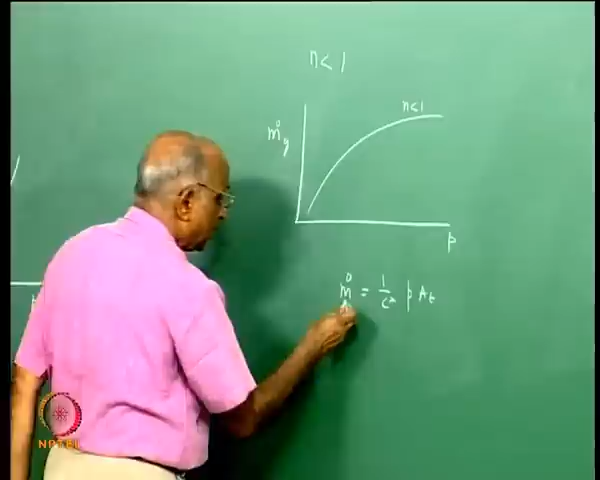 n < 1
n<1
ṁg
p
ṁ = 1/c* p At
NPTEL